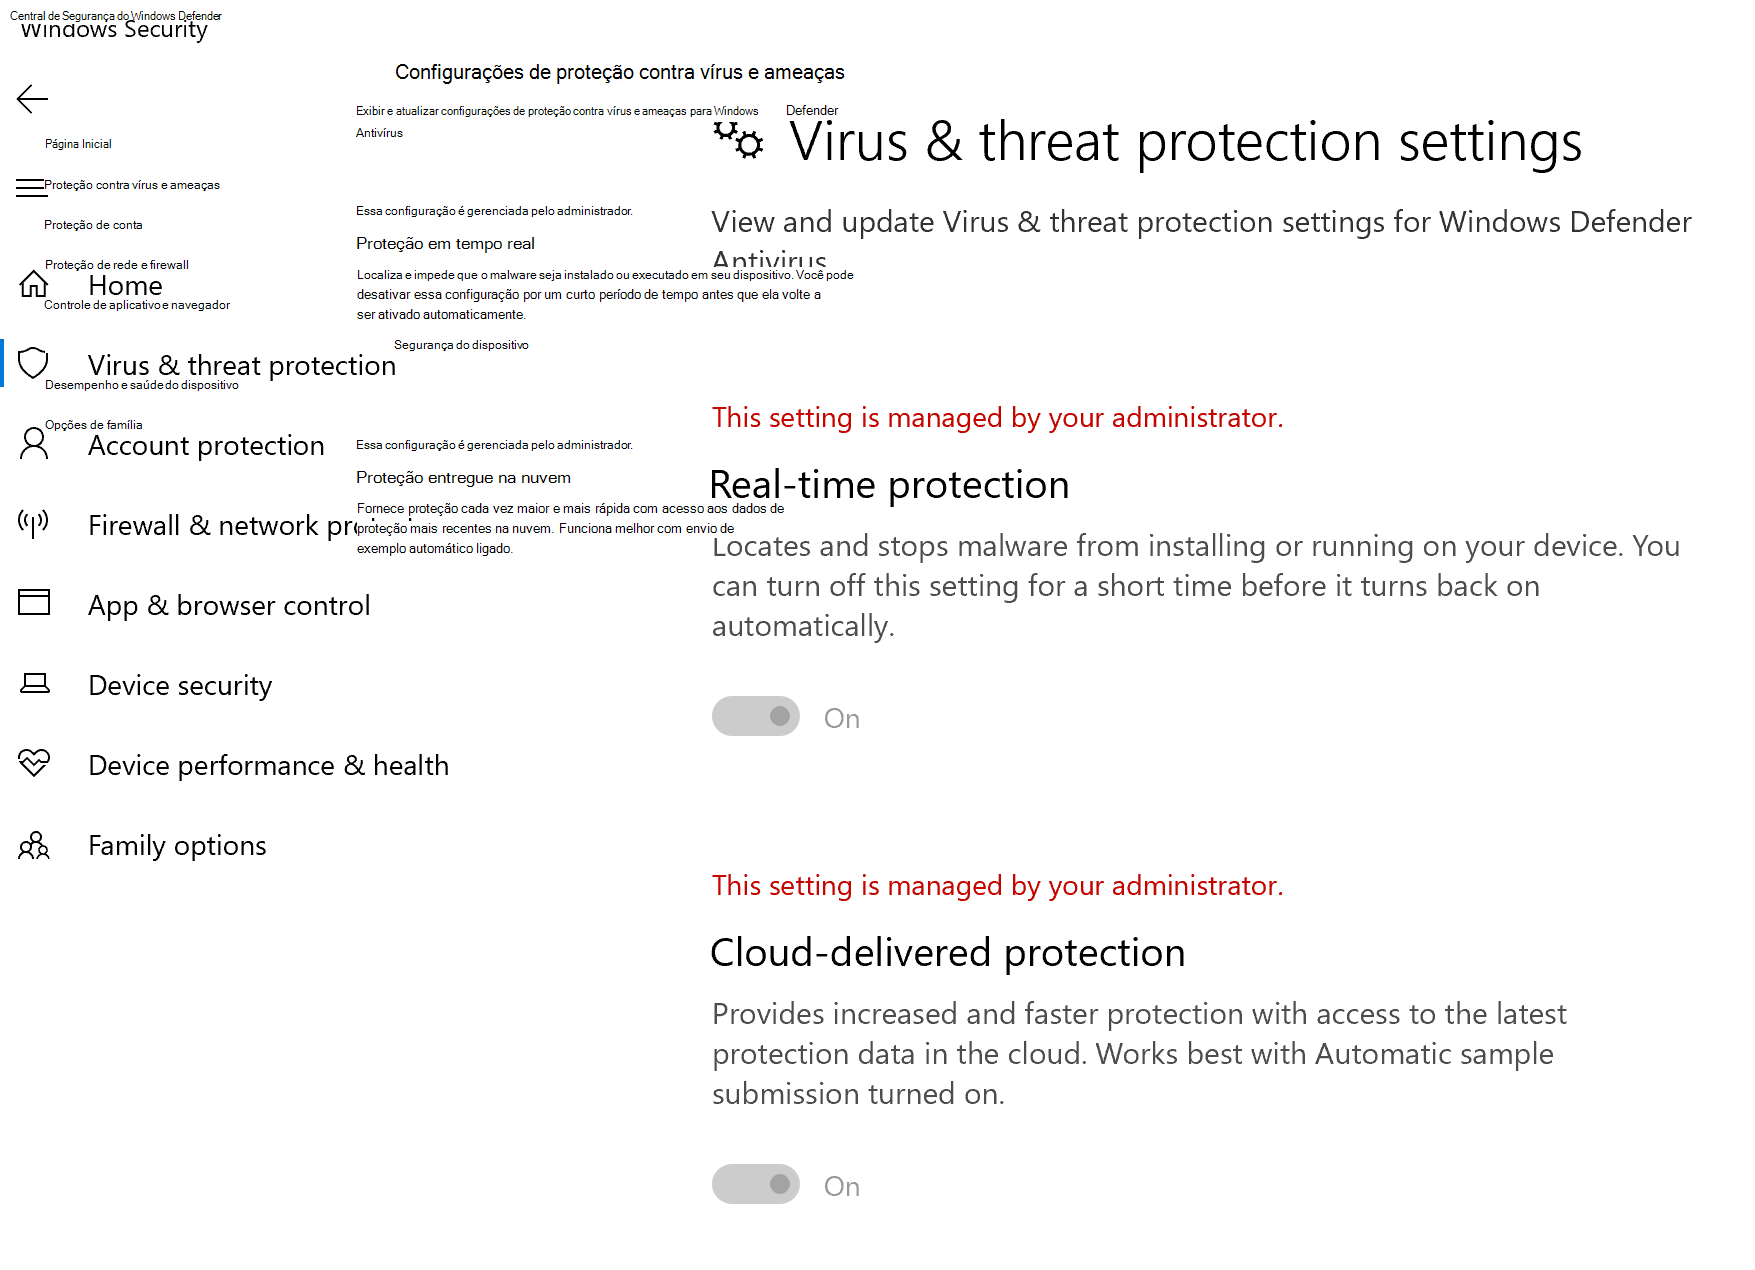 Central de Segurança do Windows Defender
Windows Security
Configurações de proteção contra vírus e ameaças
Exibir e atualizar configurações de proteção contra vírus e ameaças para Windows Defender
Antivírus
Virus & threat protection settings
Página Inicial
Proteção contra vírus e ameaças
Proteção de conta
Proteção de rede e firewall
Home
Controle de aplicativo e navegador
Virus & threat protection
Desempenho e saúde do dispositivo
Opções de família
Account protection
Firewall & network
App & browser control
Device security
Device performance & health
Family options
Essa configuração é gerenciada pelo administrador.
Proteção em tempo real
Localiza e impede que o malware seja instalado ou executado em seu dispositivo. Você pode
desativar essa configuração por um curto período de tempo antes que ela volte a
ser ativado automaticamente.
Segurança do dispositivo
Essa configuração é gerenciada pelo administrador.
Proteção entregue na nuvem
Fornece proteção cada vez maior e mais rápida com acesso aos dados de
proteção mais recentes na nuvem. Funciona melhor com envio de
exemplo automático ligado.
View and update Virus & threat protection settings for Windows Defender
Antivirus
This setting is managed by your administrator.
Real-time protection
Locates and stops malware from installing or running on your device. You
can turn off this setting for a short time before it turns back on
automatically.
On
This setting is managed by your administrator.
Cloud-delivered protection
Provides increased and faster protection with access to the latest
protection data in the cloud. Works best with Automatic sample
submission turned on.
On